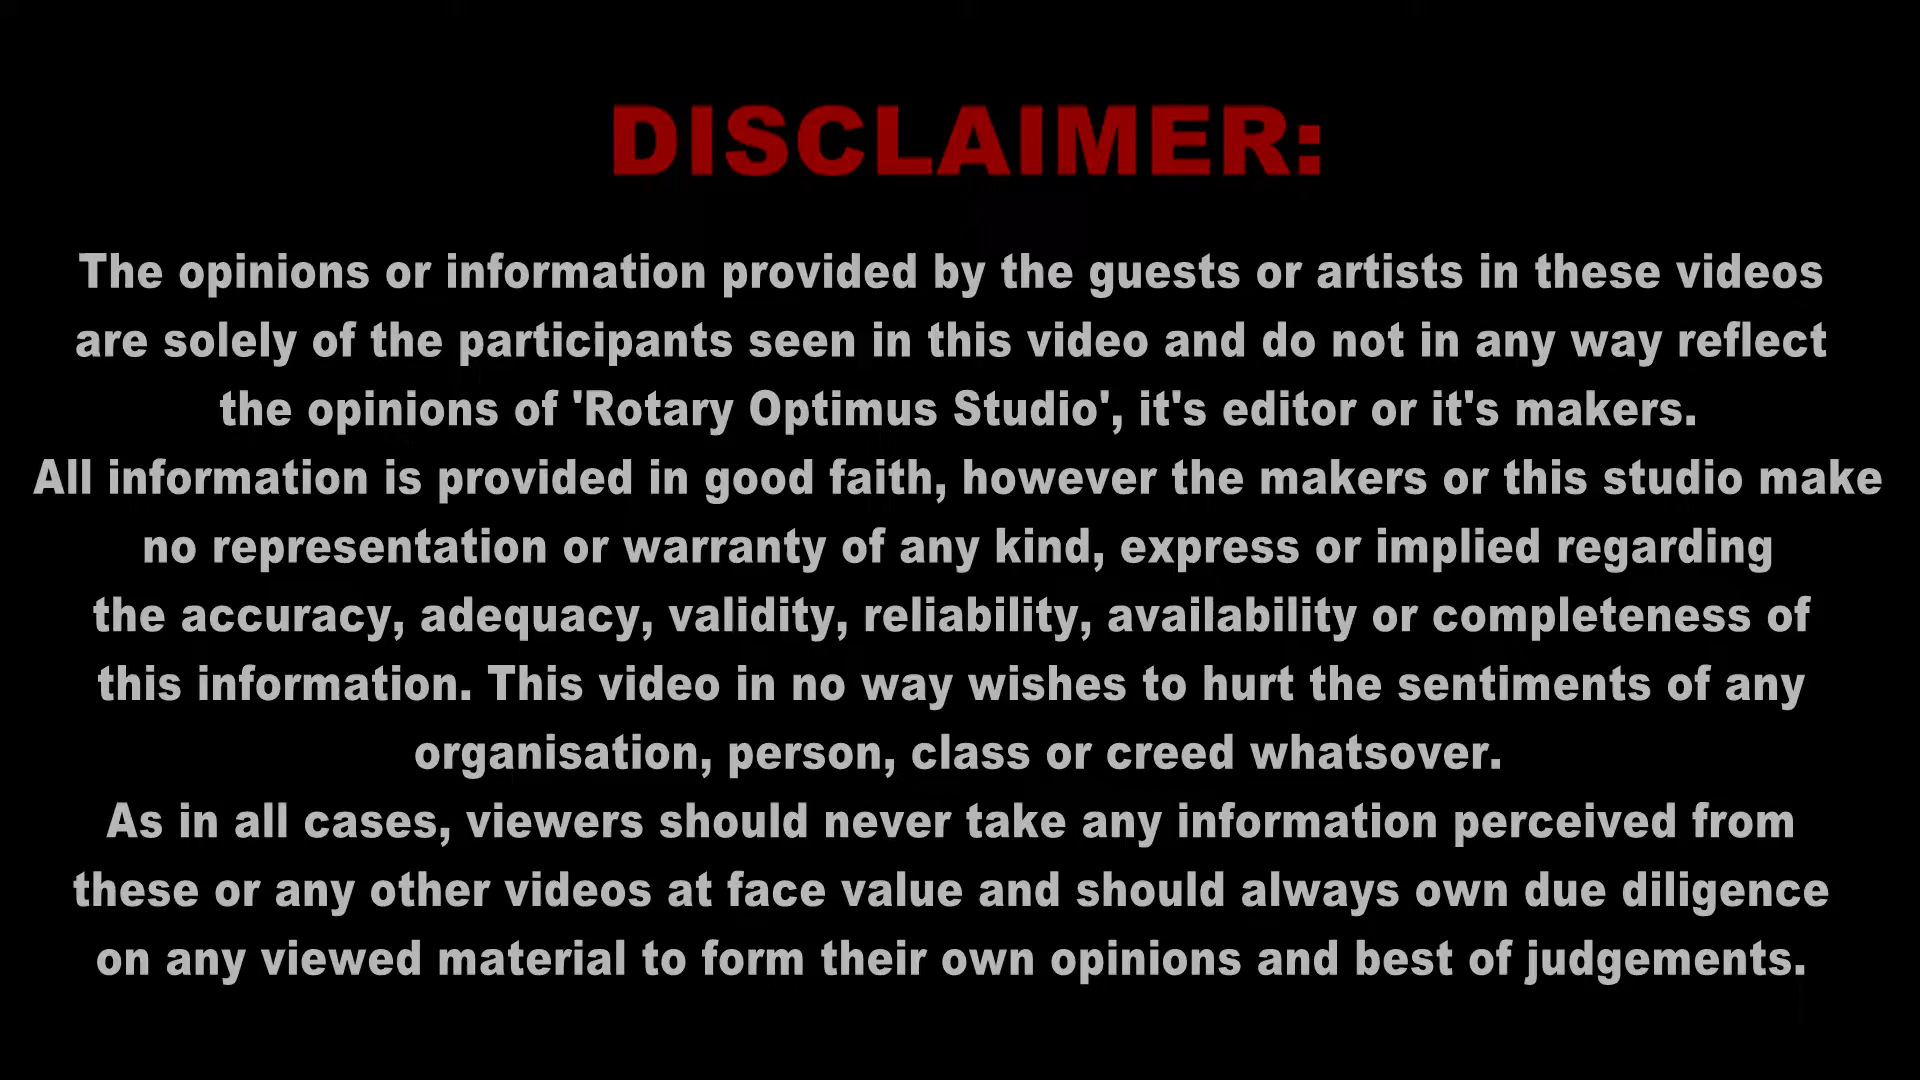 DISCLAIMER:
The opinions or information provided by the guests or artists in these videos
are solely of the participants seen in this video and do not in any way reflect
the opinions of 'Rotary Optimus Studio', it's editor or it's makers.
All information is provided in good faith, however the makers or this studio make
no representation or warranty of any kind, express or implied regarding
the accuracy, adequacy, validity, reliability, availability or completeness of
this information. This video in no way wishes to hurt the sentiments of any
organisation, person, class or creed whatsover.
As in all cases, viewers should never take any information perceived from
these or any other videos at face value and should always own due diligence
on any viewed material to form their own opinions and best of judgements.